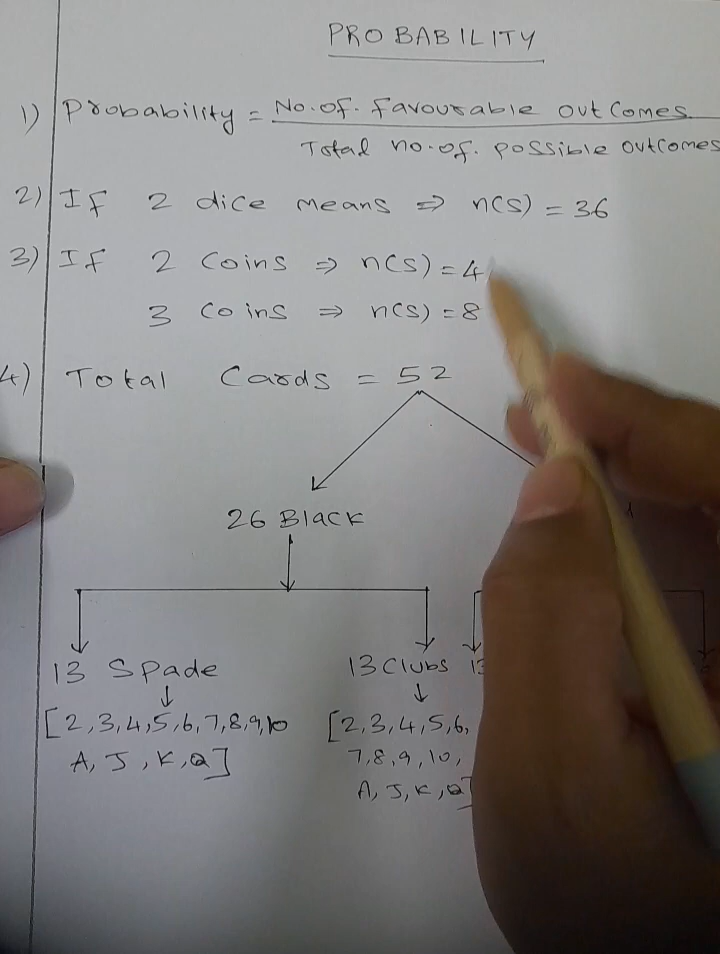 PROBABILITY
1) Probability = No.of. favourable outcomes
Total no.of. possible outcomes
2) If 2 dice means ⇒ n(s) = 36
3) If 2 Coins ⇒ n(s) = 4
3 Coins ⇒ n(s) = 8
4) Total Cards = 52
26 Black
13 Spade
13 Clubs
[2,3,4,5,6,7,8,9,10
A, J, K, Q]
[2,3,4,5,6,
7,8,9,10,
A, J, K, Q]